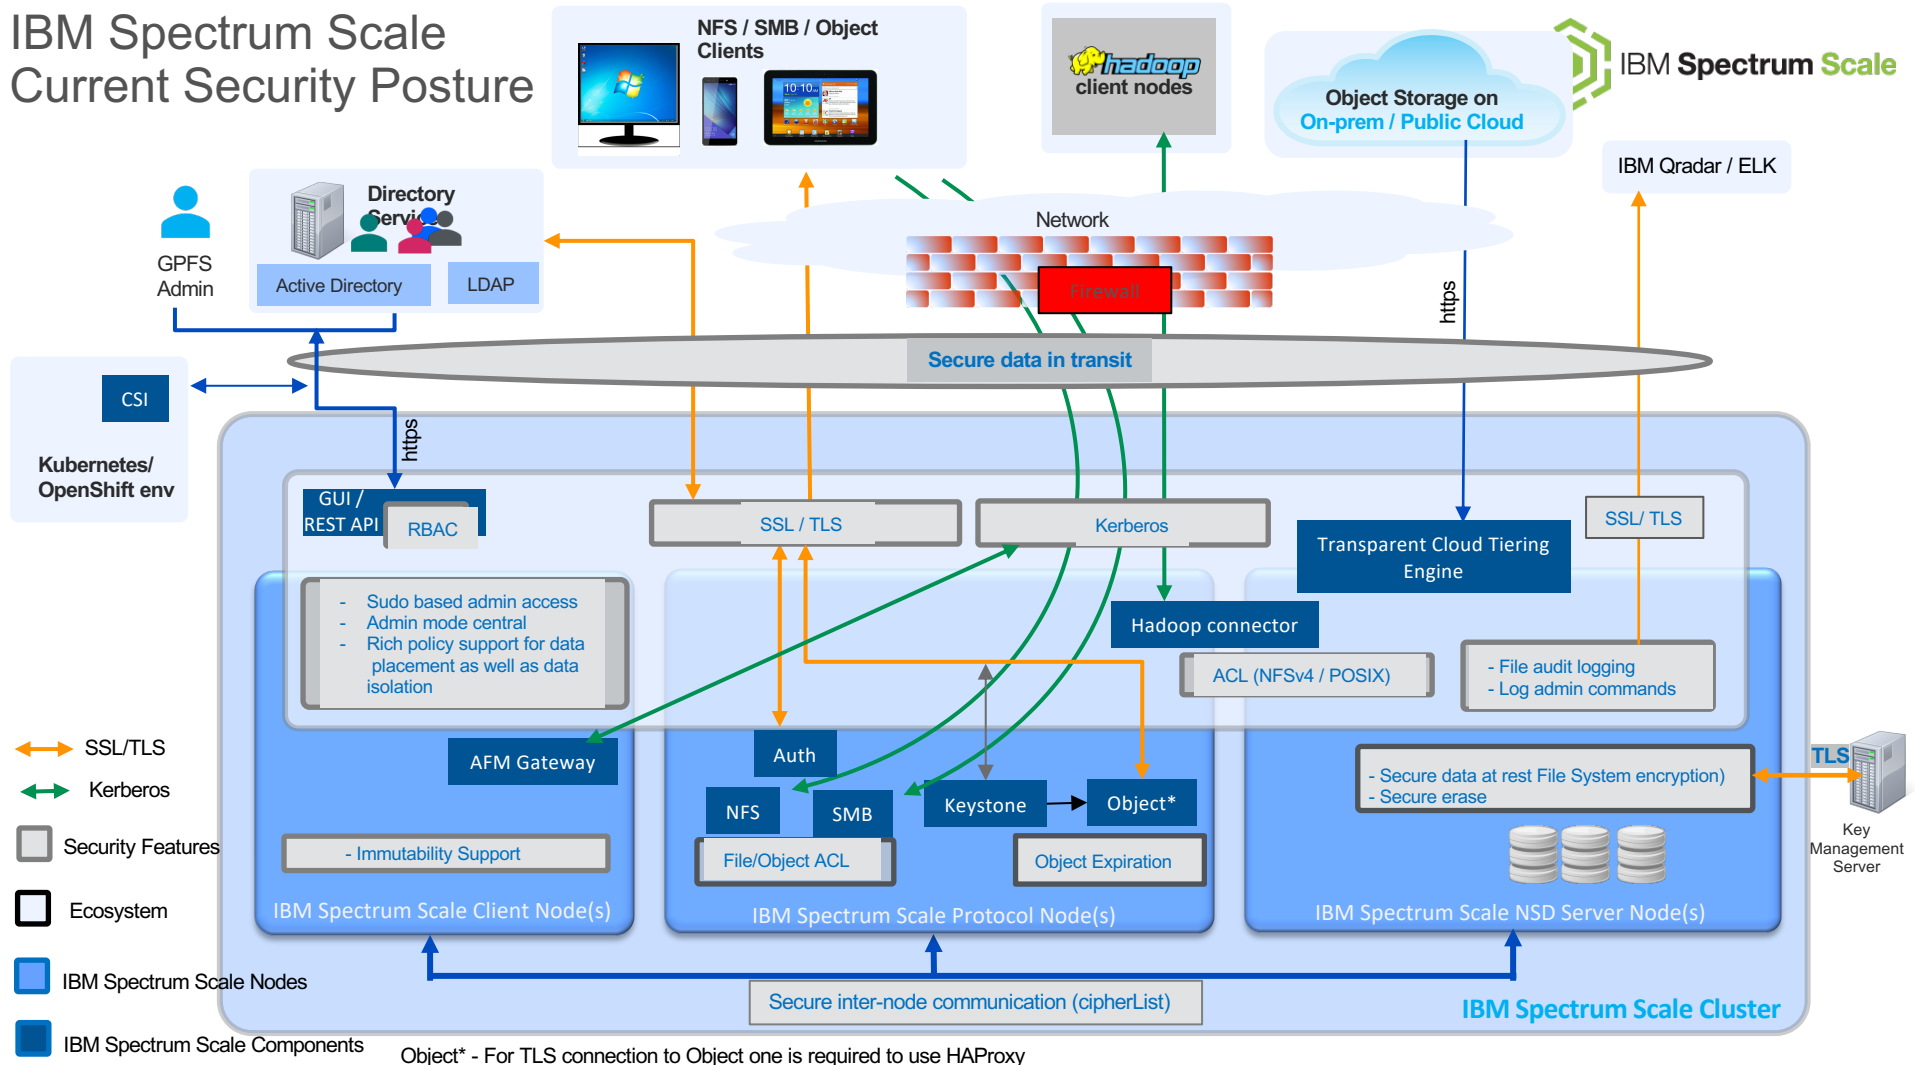 IBM Spectrum Scale
Current Security Posture
NFS / SMB / Object
Clients
10:10
hadoop
client nodes
Object Storage on
On-prem / Public Cloud
IBM Spectrum Scale
IBM Qradar / ELK
Directory
Services
GPFS
Admin
Active Directory
LDAP
Network
Firewall
https
Secure data in transit
CSI
Kubernetes/
OpenShift env
https
GUI /
REST API
RBAC
SSL / TLS
Kerberos
SSL/ TLS
Transparent Cloud Tiering
Engine
- Sudo based admin access
- Admin mode central
- Rich policy support for data
placement as well as data
isolation
Hadoop connector
ACL (NFSv4 / POSIX)
- File audit logging
- Log admin commands
SSL/TLS
Kerberos
Security Features
Ecosystem
IBM Spectrum Scale Nodes
IBM Spectrum Scale Components
AFM Gateway
Auth
NFS
SMB
Keystone
Object*
- Secure data at rest File System encryption)
- Secure erase
TLS
Key
Management
Server
- Immutability Support
File/Object ACL
Object Expiration
IBM Spectrum Scale Client Node(s)
IBM Spectrum Scale Protocol Node(s)
IBM Spectrum Scale NSD Server Node(s)
Secure inter-node communication (cipherList)
IBM Spectrum Scale Cluster
Object* - For TLS connection to Object one is required to use HAProxy